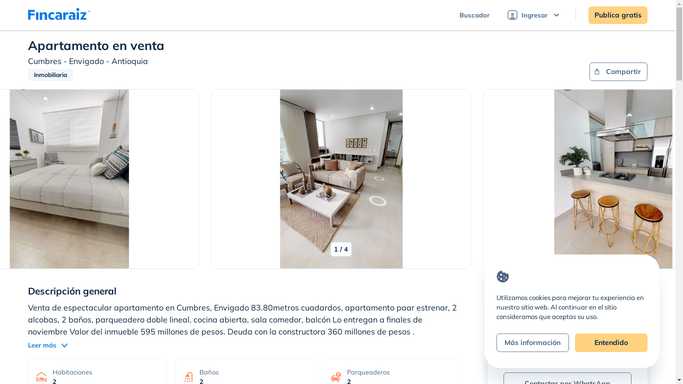 Fincaraiz
Buscador
Ingresar
Publica gratis
Apartamento en venta
Cumbres - Envigado - Antioquia
Inmobiliaria
Compartir
1 / 4
Descripción general
Venta de espectacular apartamento en Cumbres, Envigado 83.80metros cuardados, apartamento paar estrenar, 2
alcobas, 2 baños, parqueadero doble lineal, cocina abierta, sala comedor, balcón Lo entregan a finales de
noviembre Valor del inmueble 595 millones de pesos. Deuda con la constructora 360 millones de pesos .
Leer más
Habitaciones
2
Baños
2
Parqueaderos
2
Utilizamos cookies para mejorar tu experiencia en
nuestro sitio web. Al continuar en el sitio
consideramos que aceptas su uso.
Más información
Entendido
Contactar por WhatsApp